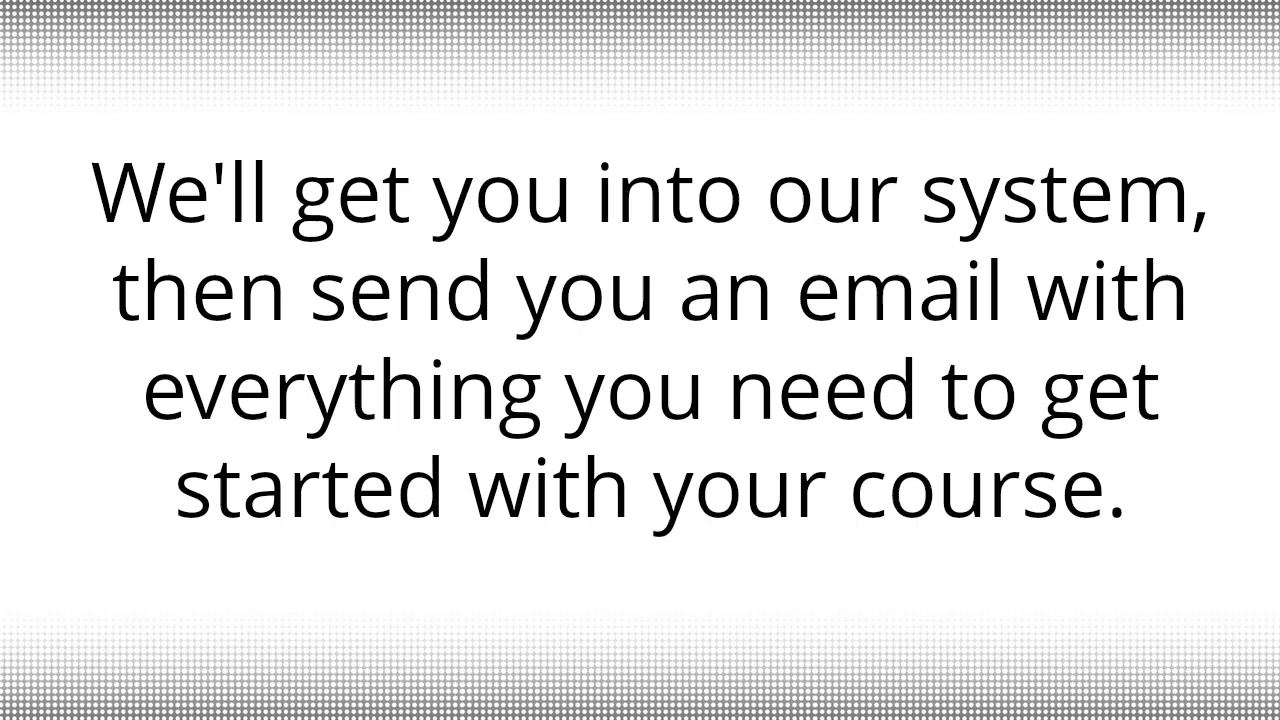 We'll get you into our system,
then send you an email with
everything you need to get
started with your course.